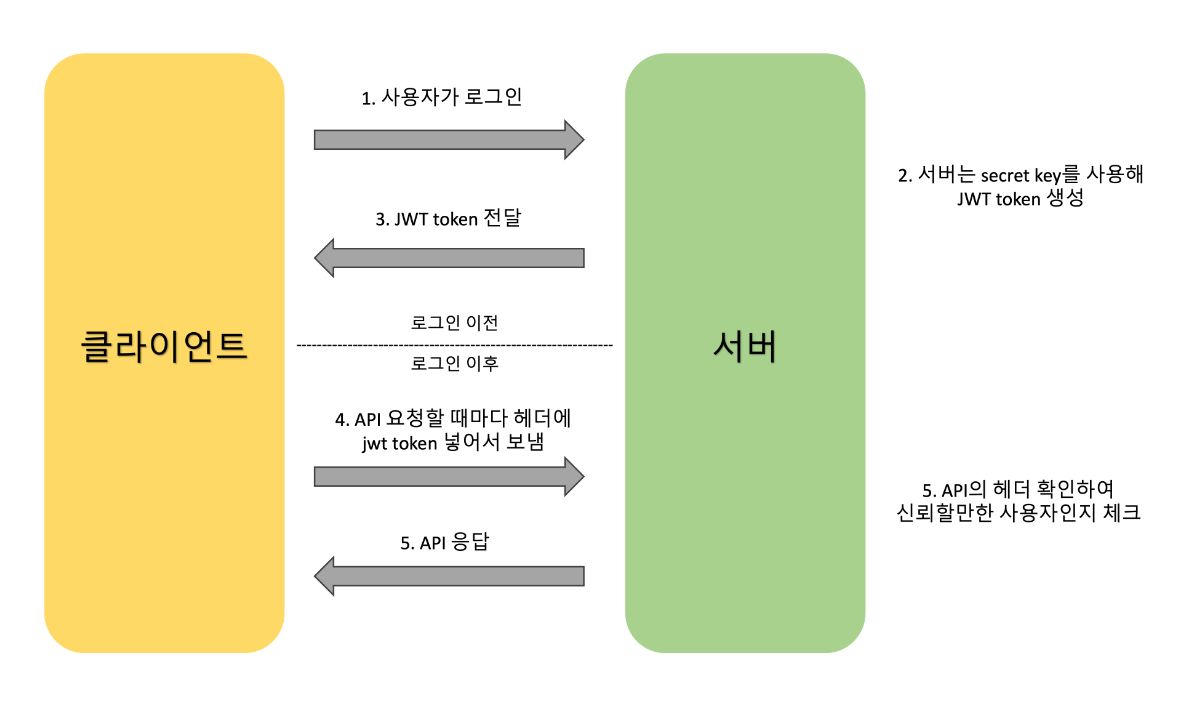 1. 사용자가 로그인
2. 서버는 secret key를 사용해
JWT token 생성
3. JWT token 전달
클라이언트
로그인 이전
로그인 이후
서버
4. API 요청할 때마다 헤더에
jwt token 넣어서 보냄
5. API의 헤더 확인하여
신뢰할만한 사용자인지 체크
5. API 응답